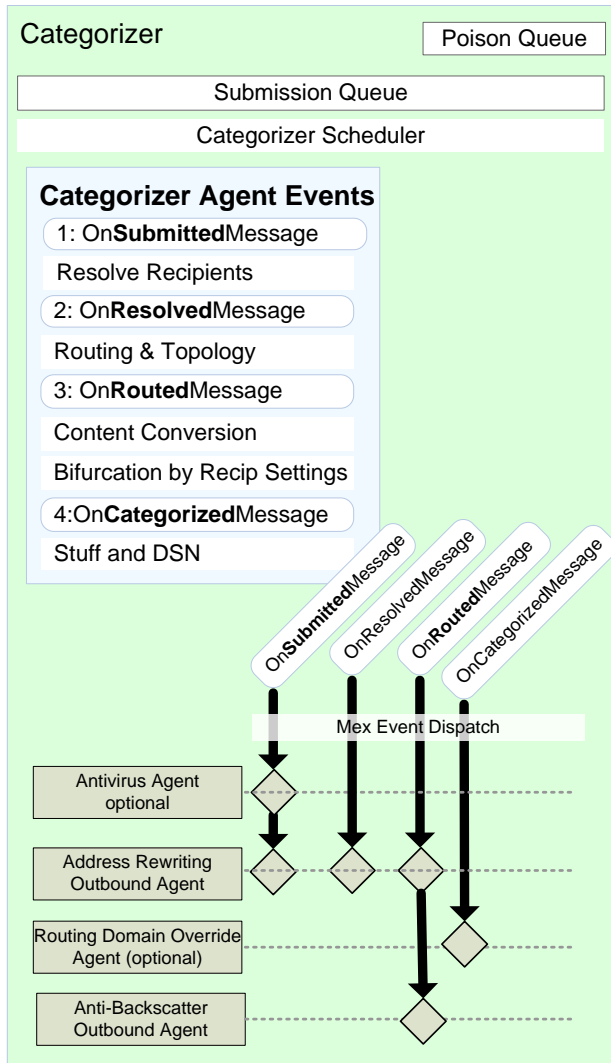 Categorizer
Poison Queue
Submission Queue
Categorizer Scheduler
Categorizer Agent Events
1: OnSubmittedMessage
Resolve Recipients
2: OnResolvedMessage
Routing & Topology
3: OnRoutedMessage
Content Conversion
Bifurcation by Recip Settings
4:OnCategorizedMessage
Stuff and DSN
OnSubmittedMessage
OnResolvedMessage
OnRoutedMessage
OnCategorizedMessage
Mex Event Dispatch
Antivirus Agent
optional
Address Rewriting
Outbound Agent
Routing Domain Override
Agent (optional)
Anti-Backscatter
Outbound Agent